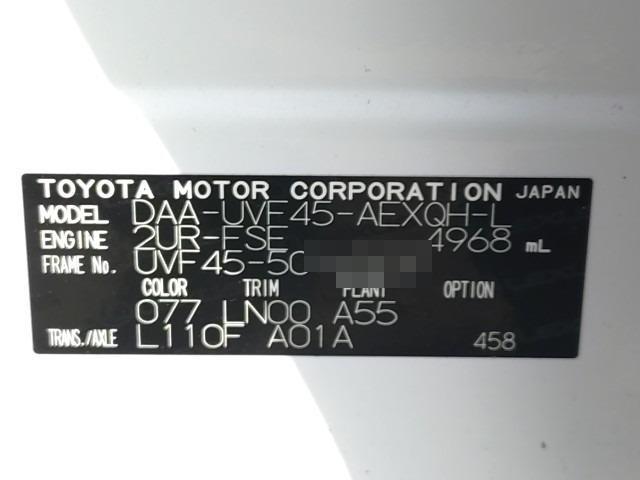 TOYOTA MOTOR CORPORATION JAPAN
MODEL DAA-UVF45-AEXQH-L
ENGINE 2UR-FSE 4968 mL
FRAME No. UVF45-50
COLOR TRIM PLANT OPTION
077 LN00 A55
TRANS./AXLE L110F A01A 458